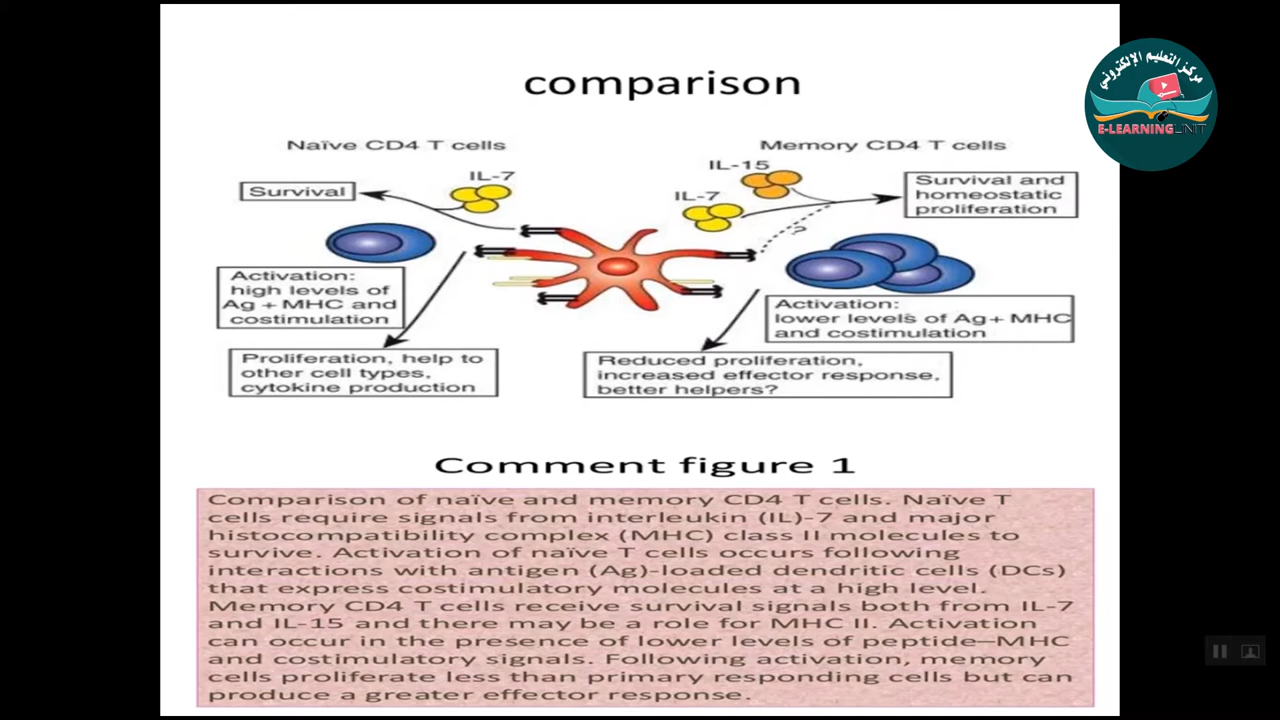 comparison
مركز التعليم الإلكتروني
E-LEARNING UNIT
Naïve CD4 T cells
Memory CD4 T cells
IL-7
Survival
IL-15
IL-7
Survival and
homeostatic
proliferation
?
Activation:
high levels of
Ag + MHC and
costimulation
Activation:
lower levels of Ag+ MHC
and costimulation
Proliferation, help to
other cell types,
cytokine production
Reduced proliferation,
increased effector response,
better helpers?
Comment figure 1
Comparison of naïve and memory CD4 T cells. Naïve T
cells require signals from interleukin (IL)-7 and major
histocompatibility complex (MHC) class II molecules to
survive. Activation of naïve T cells occurs following
interactions with antigen (Ag)-loaded dendritic cells (DCs)
that express costimulatory molecules at a high level.
Memory CD4 T cells receive survival signals both from IL-7
and IL-15 and there may be a role for MHC II. Activation
can occur in the presence of lower levels of peptide–MHC
and costimulatory signals. Following activation, memory
cells proliferate less than primary responding cells but can
produce a greater effector response.